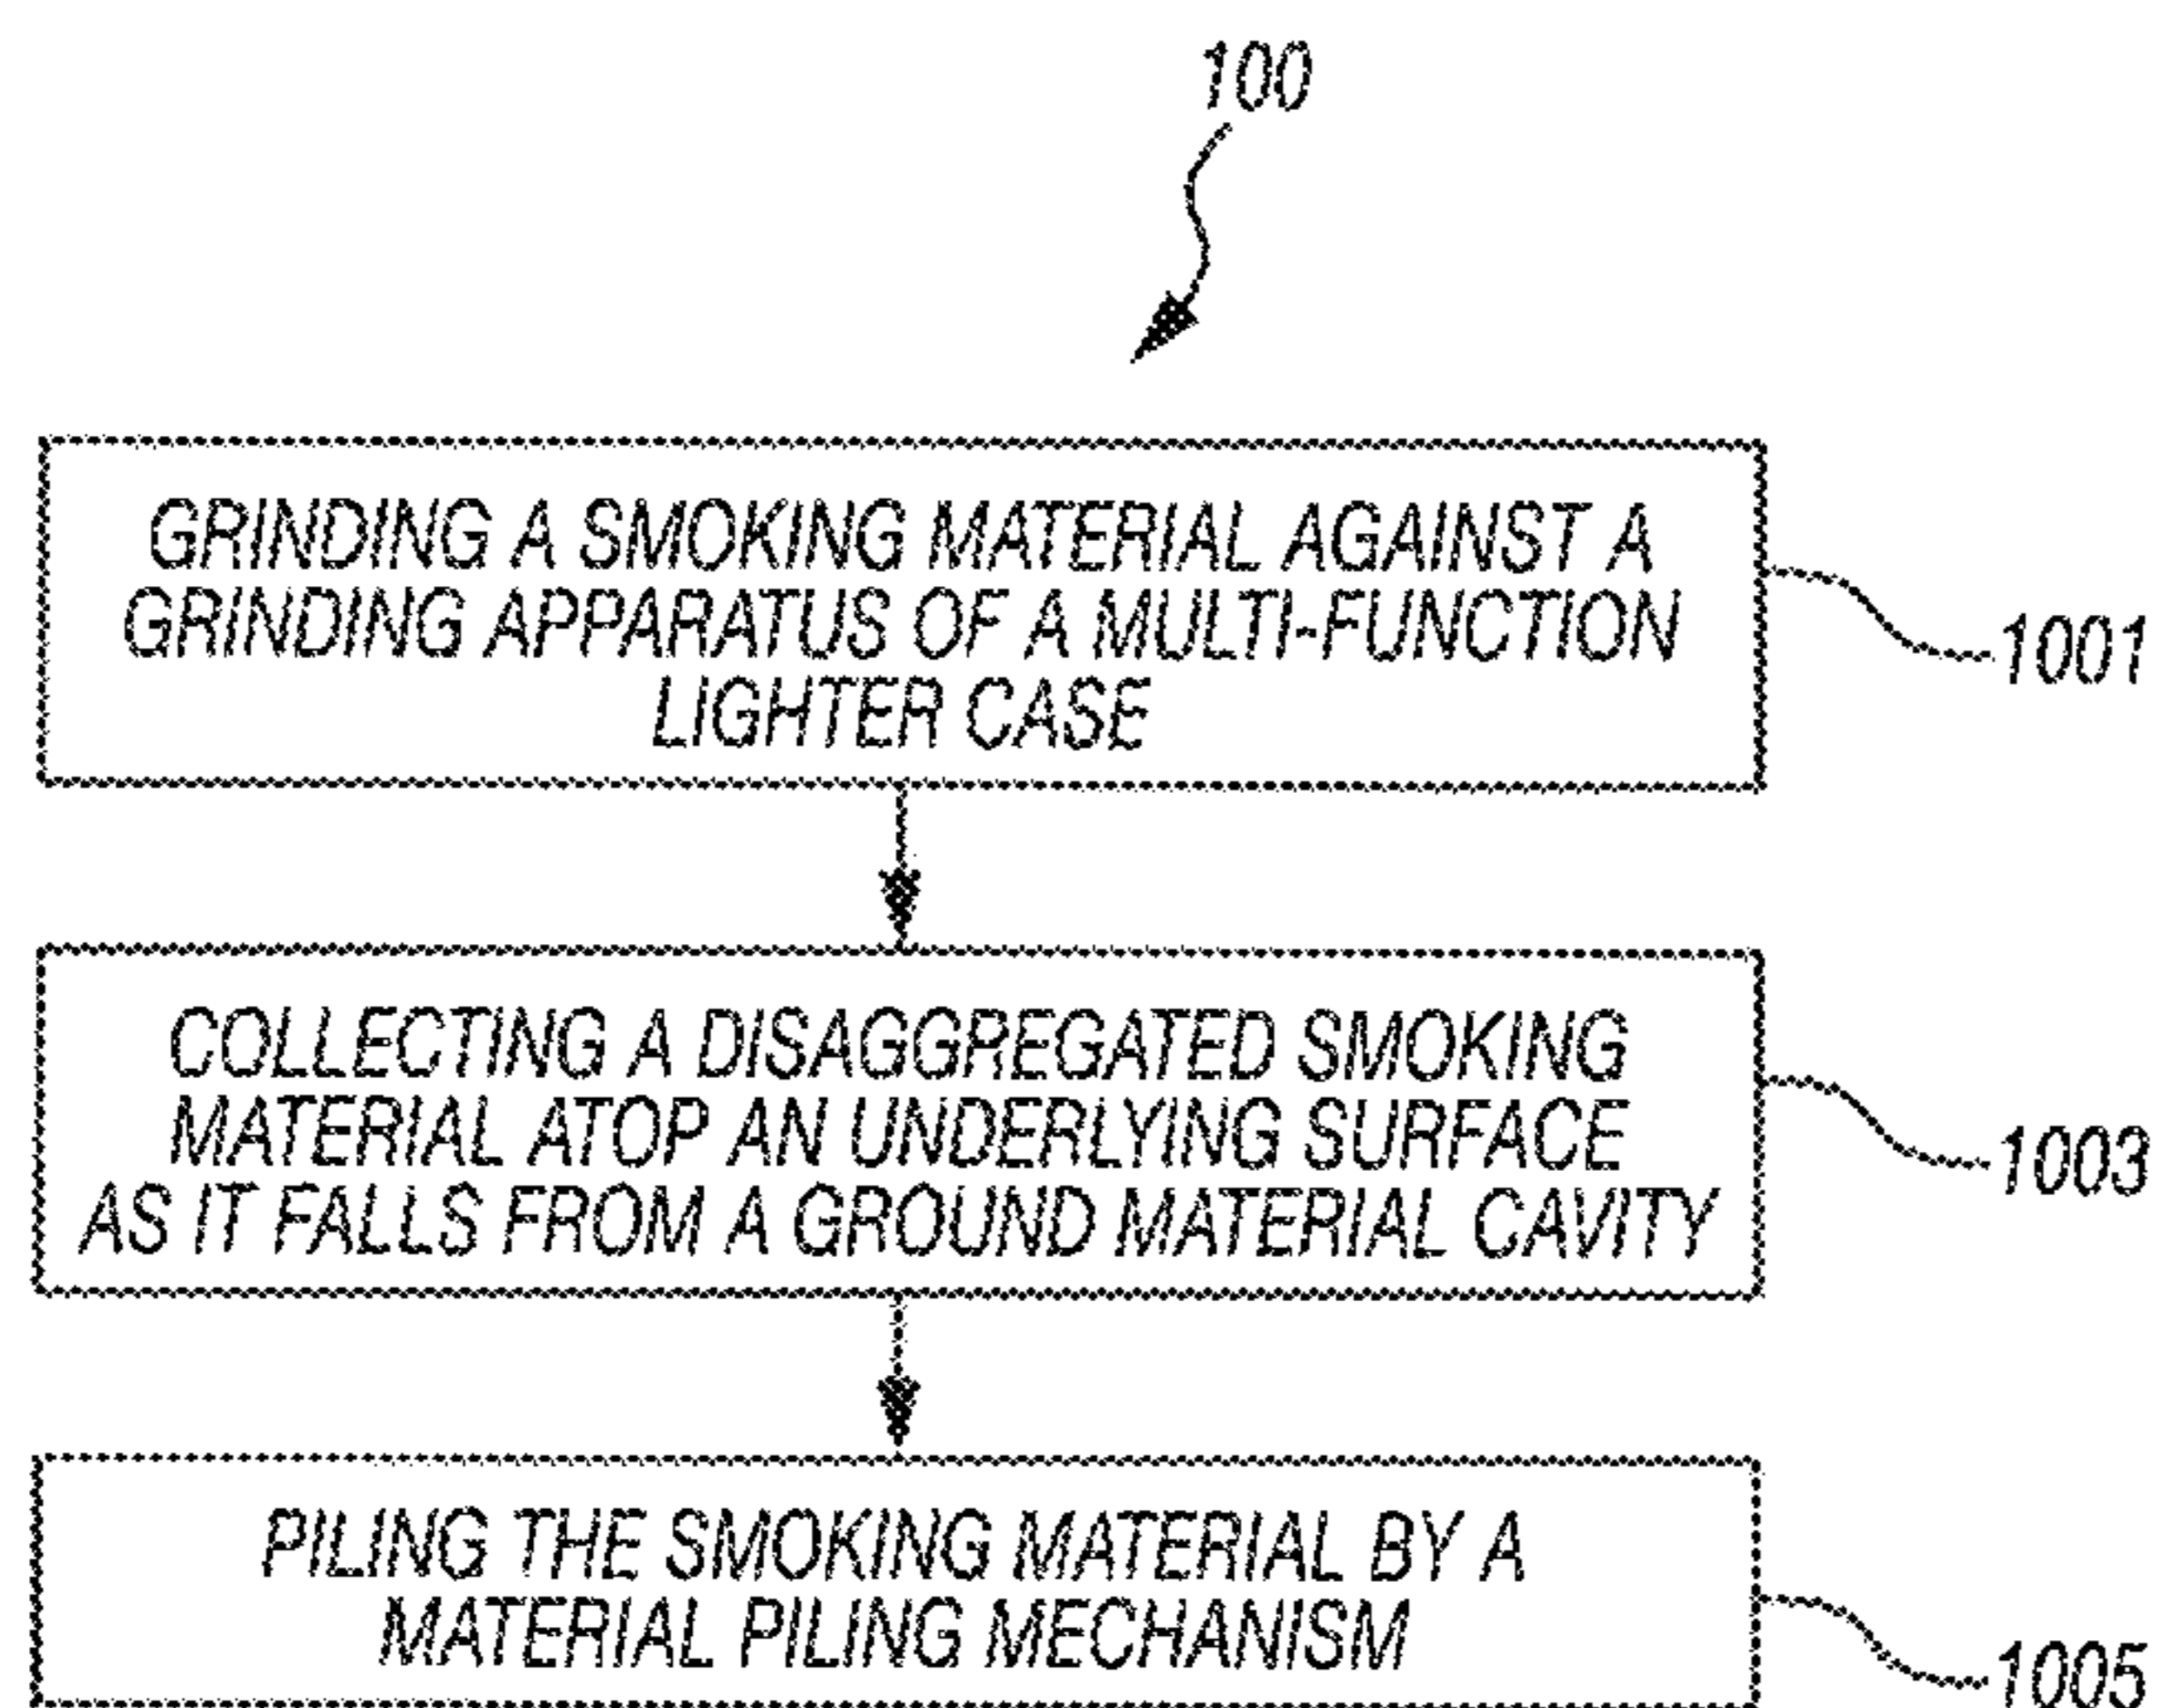 100
GRINDING A SMOKING MATERIAL AGAINST A
GRINDING APPARATUS OF A MULTI-FUNCTION
LIGHTER CASE
1001
COLLECTING A DISAGGREGATED SMOKING
MATERIAL ATOP AN UNDERLYING SURFACE
AS IT FALLS FROM A GROUND MATERIAL CAVITY
1003
PILING THE SMOKING MATERIAL BY A
MATERIAL PILING MECHANISM
1005